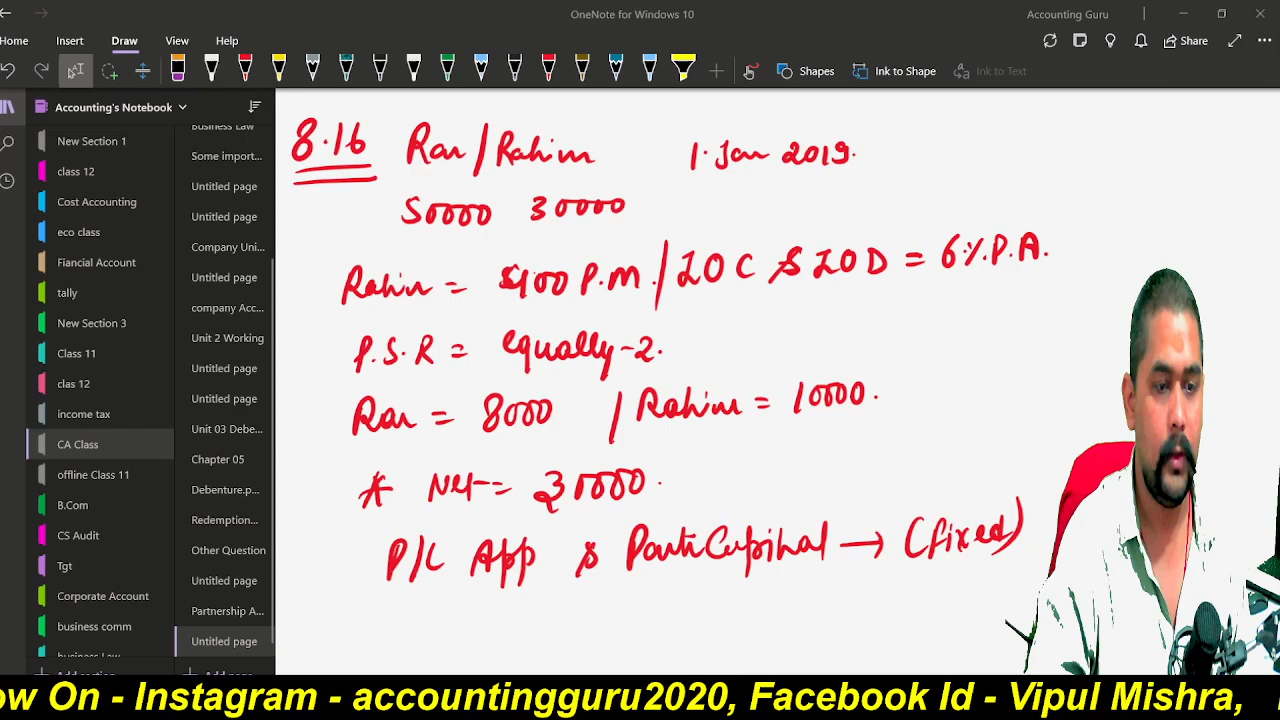 OneNote for Windows 10
Accounting Guru
Home Insert Draw View Help
Share
Shapes Ink to Shape Ink to Text
Accounting's Notebook
New Section 1
class 12
Cost Accounting
eco class
Fiancial Account
tally
New Section 3
Class 11
clas 12
income tax
CA Class
offline Class 11
B.Com
CS Audit
Tgt
Corporate Account
business comm
business Law
Business Law
Some import...
Untitled page
Untitled page
Company Uni...
Untitled page
company Acc...
Unit 2 Working
Untitled page
Untitled page
Unit 03 Debe...
Chapter 05
Debenture.p...
Redemption...
Other Question
Untitled page
Partnership A...
Untitled page
8.16 Ram/Rahim 1. Jan 2019.
50000 30000
Rahim = 400 P.M. / IOC & IOD = 6%.P.A.
P.S.R = equally-2.
Ram = 8000 / Rahim = 10000.
* Net = 30000.
P/L App & Capital → (fixed)
ow On - Instagram - accountingguru2020, Facebook Id - Vipul Mishra,